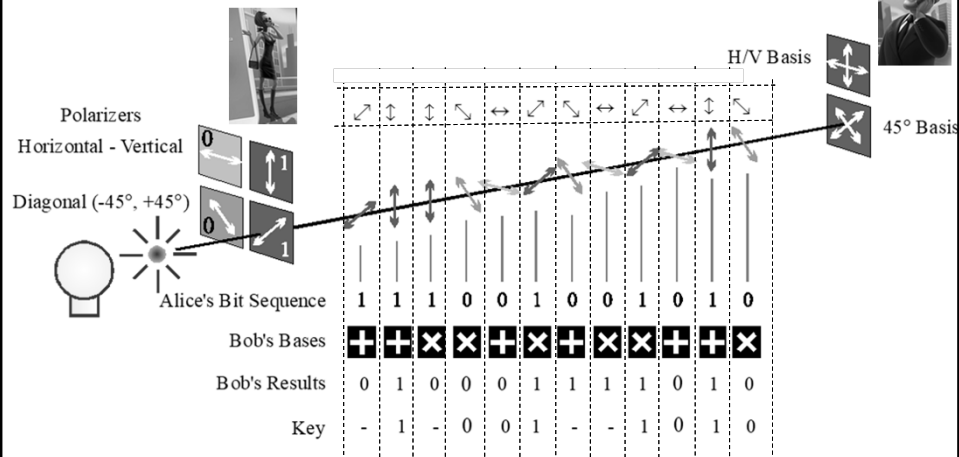 H/V Basis
Polarizers
Horizontal - Vertical
0
1
45° Basis
Diagonal (-45°, +45°)
0
1
Alice's Bit Sequence 1 1 1 0 0 1 0 0 1 0 1 0
Bob's Bases
Bob's Results 0 1 0 0 0 1 1 1 1 0 1 0
Key - 1 - 0 0 1 - - 1 0 1 0